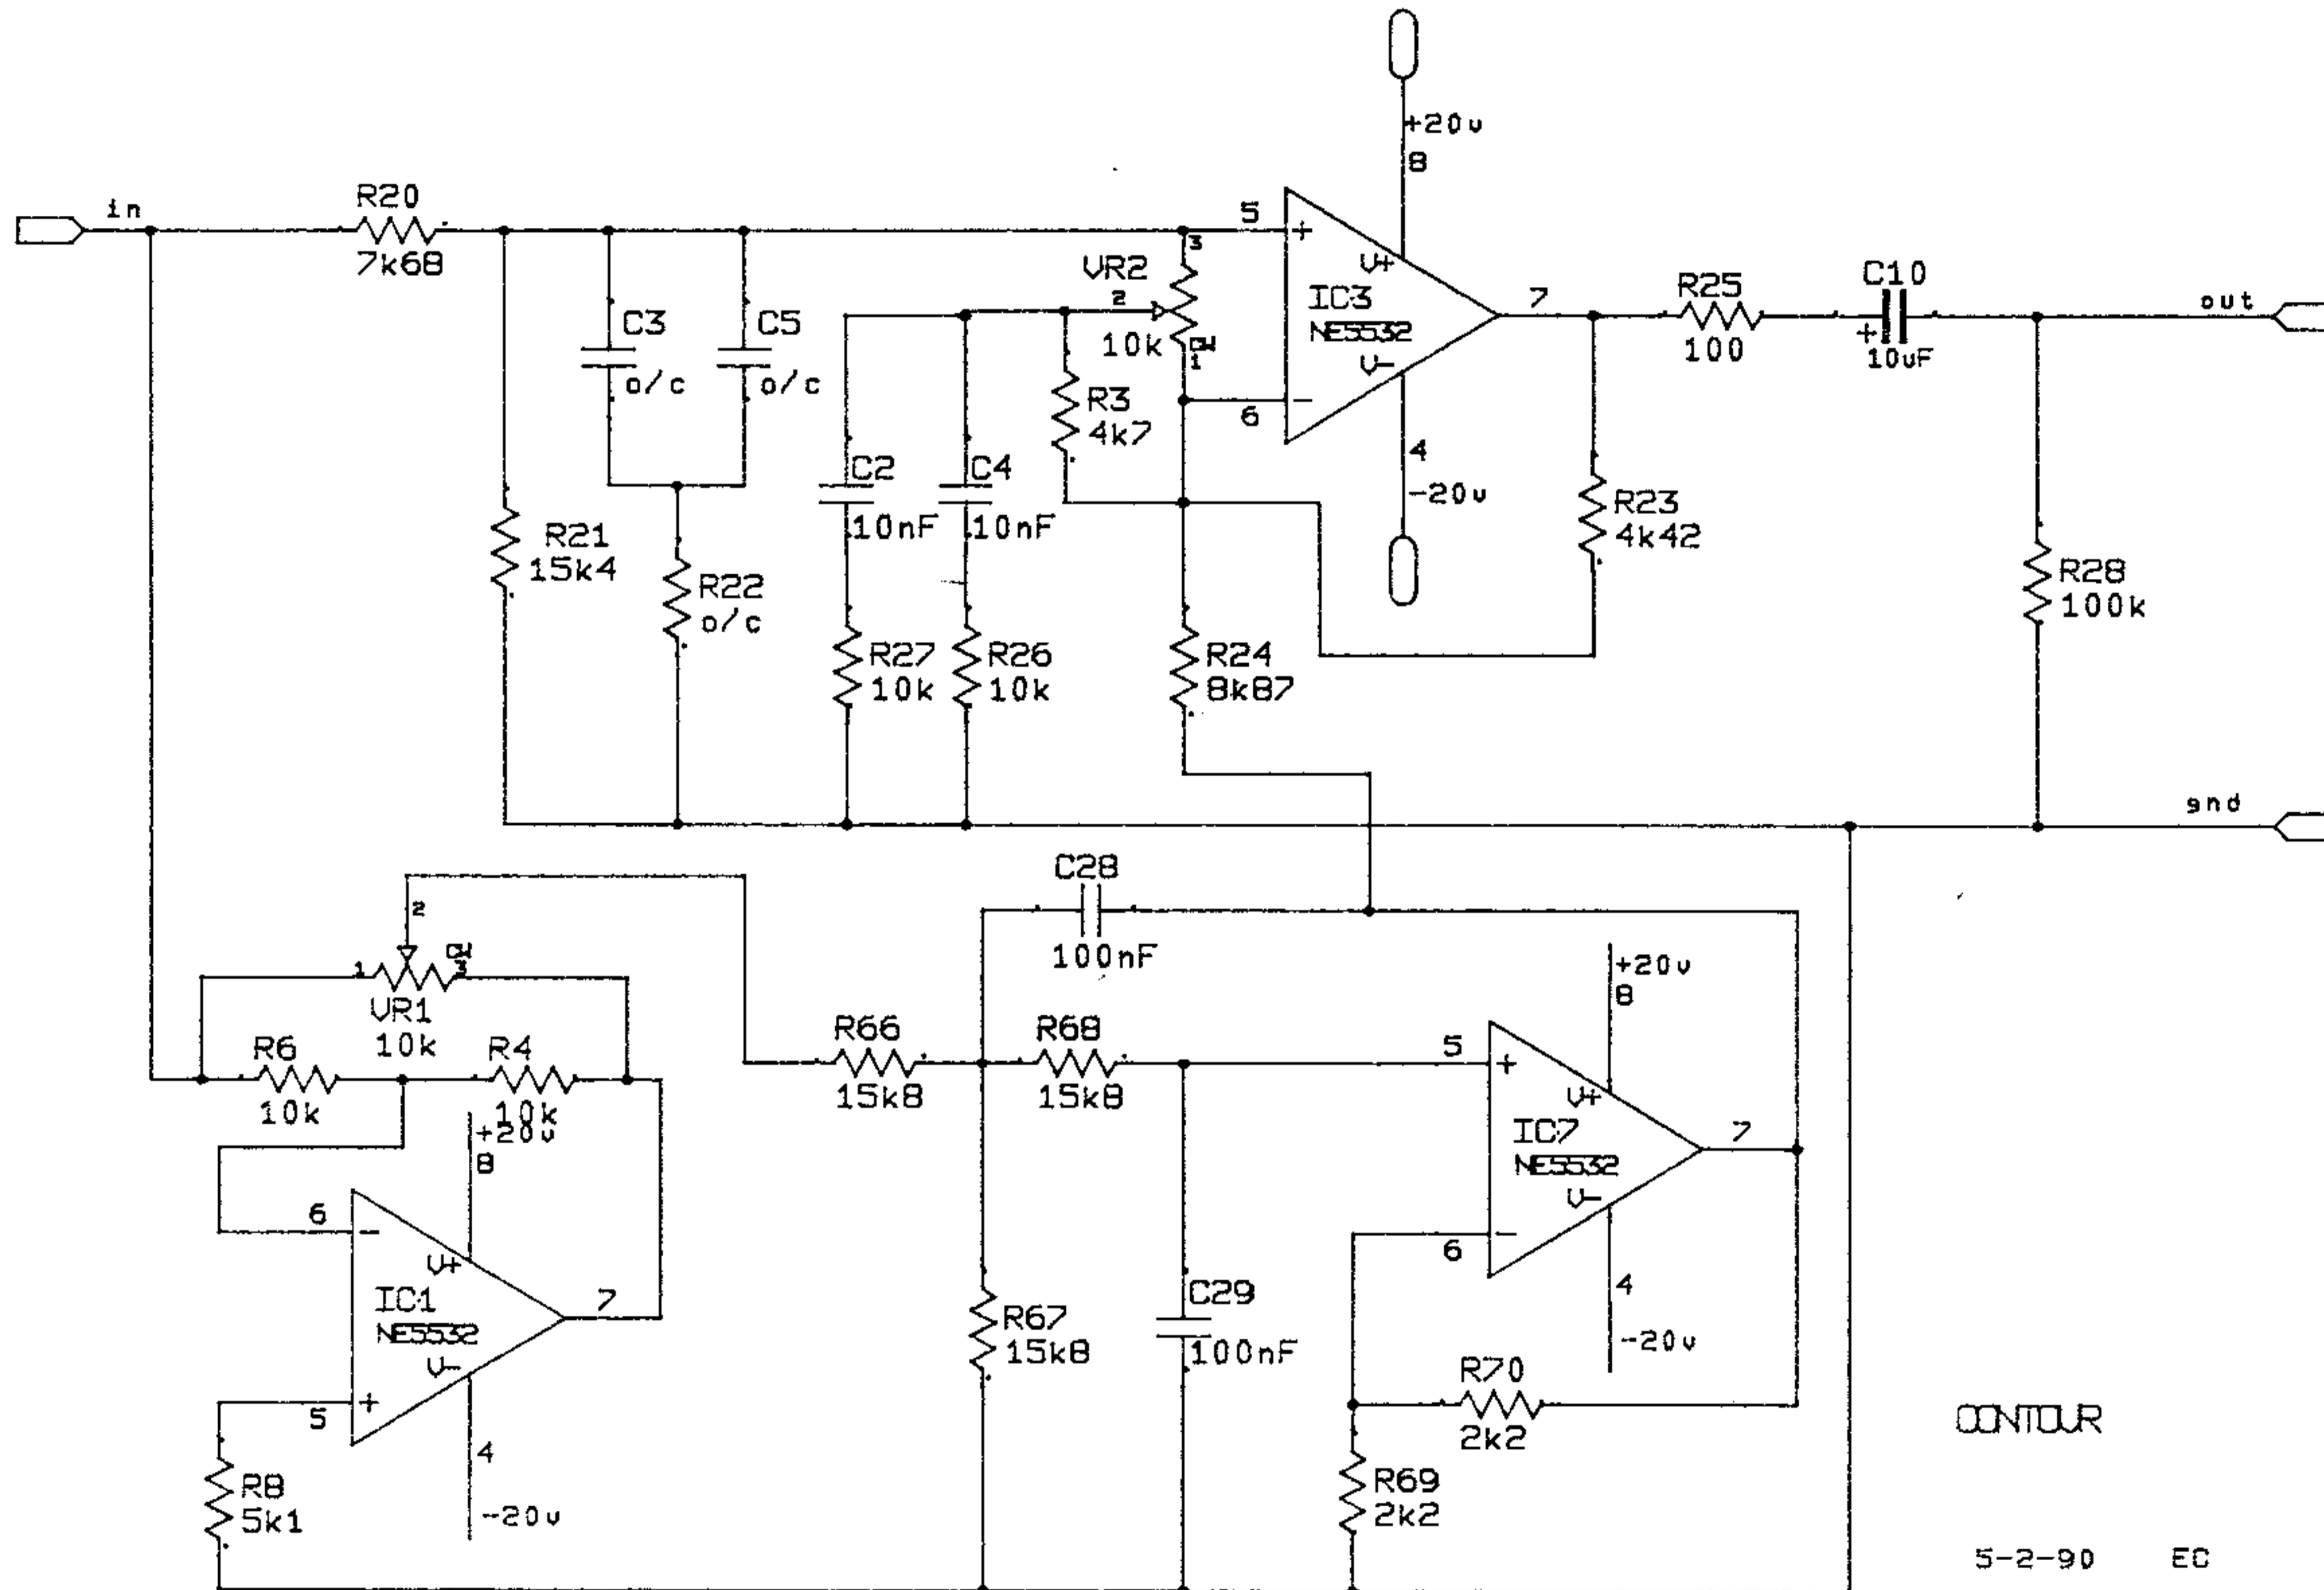 +20v
8
in
R20
7k68
5
+
3
VR2
2
10k
CW
1
V+
IC3
NE5532
V-
7
R25
100
C10
+
10uF
out
C3
o/c
C5
o/c
6
-
R3
4k7
4
-20v
C2
10nF
C4
10nF
R21
15k4
R22
o/c
R23
4k42
R27
10k
R26
10k
R24
8k87
R28
100k
gnd
C28
100nF
2
1
CW
3
VR1
10k
R6
10k
R4
10k
+20v
8
R66
15k8
R68
15k8
+20v
8
5
+
V+
IC7
NE5532
V-
7
6
-
4
-20v
6
-
V+
IC1
NE5532
V-
7
5
+
4
-20v
R8
5k1
R67
15k8
C29
100nF
R70
2k2
R69
2k2
CONTOUR
5-2-90 EC